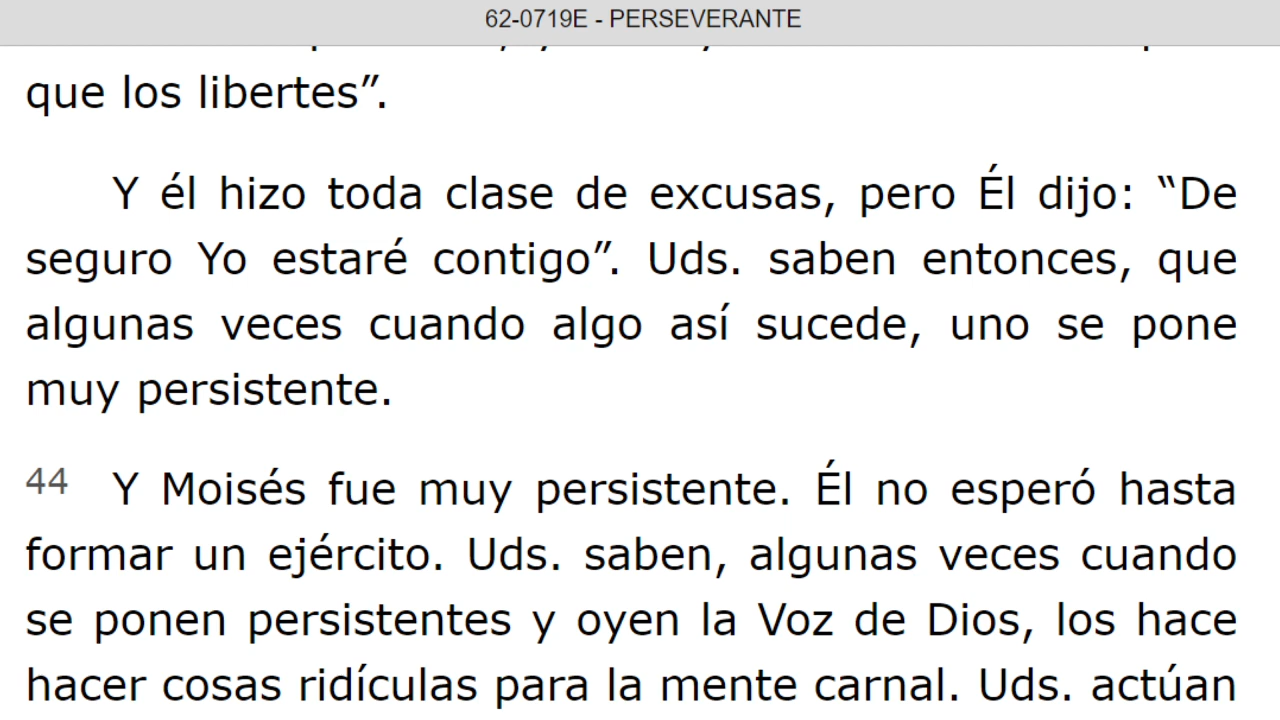 62-0719E - PERSEVERANTE
que los libertes”.
Y él hizo toda clase de excusas, pero Él dijo: “De
seguro Yo estaré contigo”. Uds. saben entonces, que
algunas veces cuando algo así sucede, uno se pone
muy persistente.
44 Y Moisés fue muy persistente. Él no esperó hasta
formar un ejército. Uds. saben, algunas veces cuando
se ponen persistentes y oyen la Voz de Dios, los hace
hacer cosas ridículas para la mente carnal. Uds. actúan